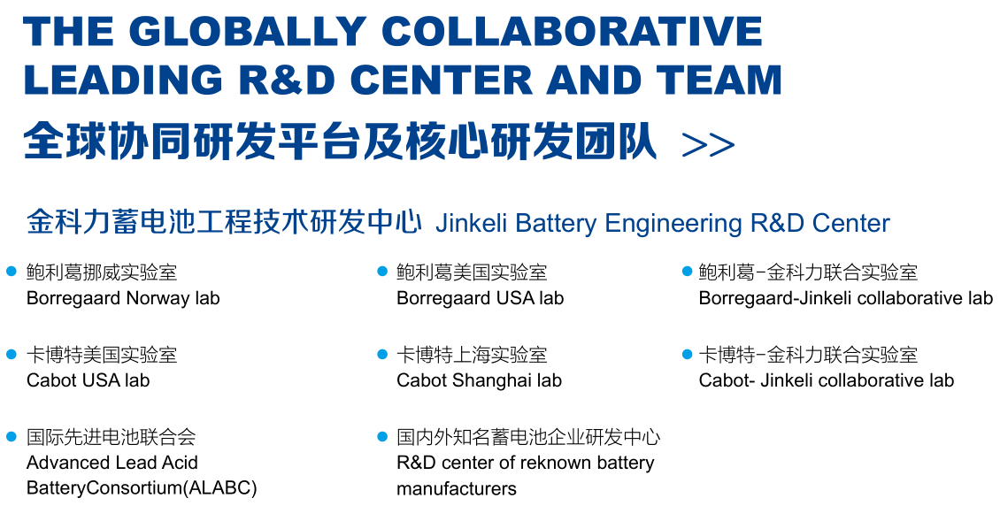 THE GLOBALLY COLLABORATIVE
LEADING R&D CENTER AND TEAM
全球协同研发平台及核心研发团队 >>
金科力蓄电池工程技术研发中心 Jinkeli Battery Engineering R&D Center
鲍利葛挪威实验室
Borregaard Norway lab
鲍利葛美国实验室
Borregaard USA lab
鲍利葛-金科力联合实验室
Borregaard-Jinkeli collaborative lab
卡博特美国实验室
Cabot USA lab
卡博特上海实验室
Cabot Shanghai lab
卡博特-金科力联合实验室
Cabot- Jinkeli collaborative lab
国际先进电池联合会
Advanced Lead Acid
BatteryConsortium(ALABC)
国内外知名蓄电池企业研发中心
R&D center of reknown battery
manufacturers